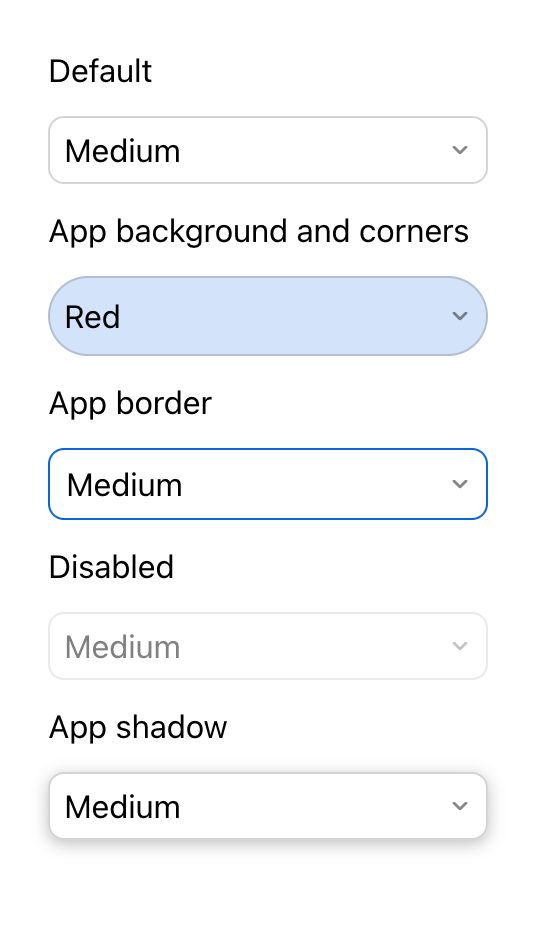 Default
Medium
App background and corners
Red
App border
Medium
Disabled
Medium
App shadow
Medium